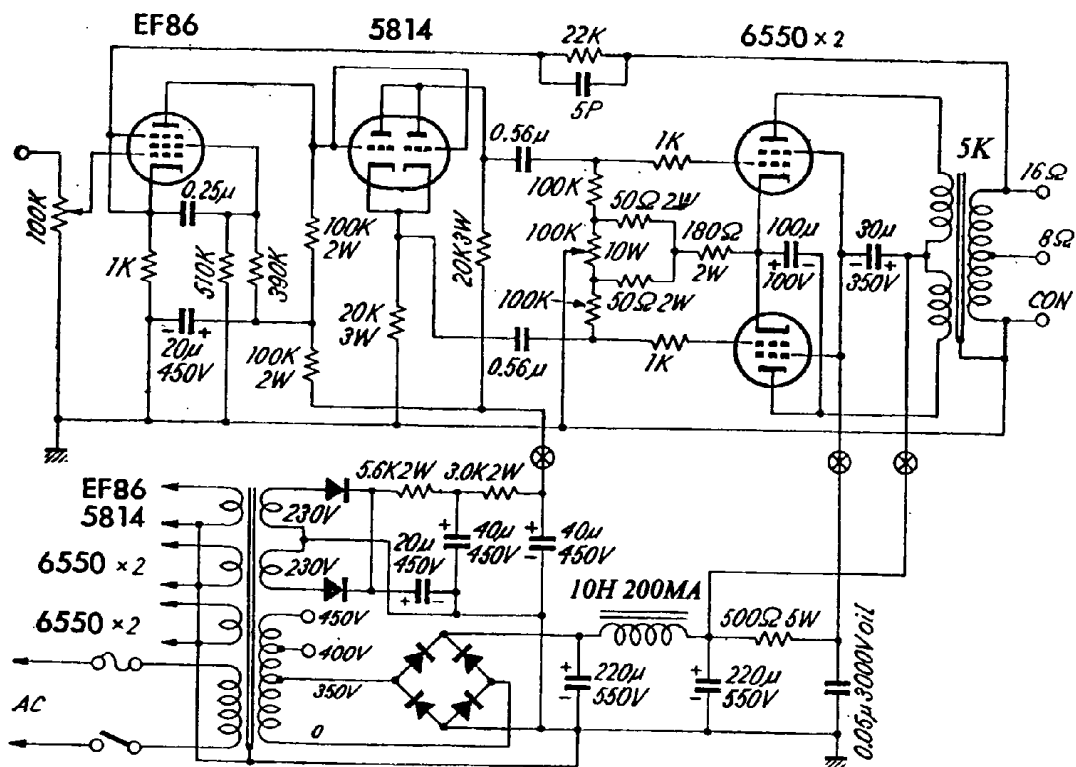 EF86
5814
22K
6550 × 2
5P
0.56μ
1K
5K
16Ω
0.25μ
100K
50Ω 2W
100K
100K
2W
20K 3W
100K
10W
180Ω
2W
100μ
100V
30μ
350V
8Ω
1K
510K
390K
20K
3W
100K
50Ω 2W
CON
20μ
450V
100K
2W
0.56μ
1K
5.6K 2W
3.0K 2W
EF86
5814
230V
20μ
450V
40μ
450V
40μ
450V
6550 × 2
230V
10H 200MA
6550 × 2
450V
400V
350V
0
500Ω 5W
220μ
550V
220μ
550V
0.05μ 3000V oil
AC